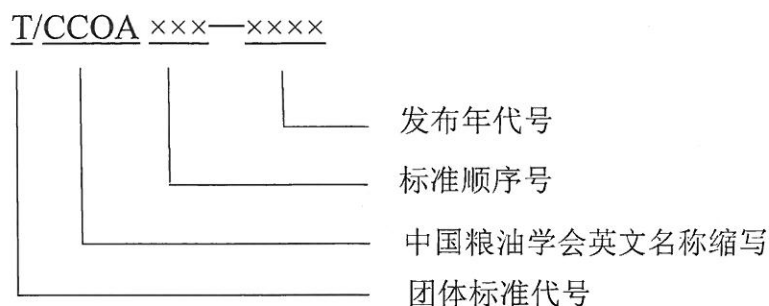 T/CCOA ×××—××××
发布年代号
标准顺序号
中国粮油学会英文名称缩写
团体标准代号